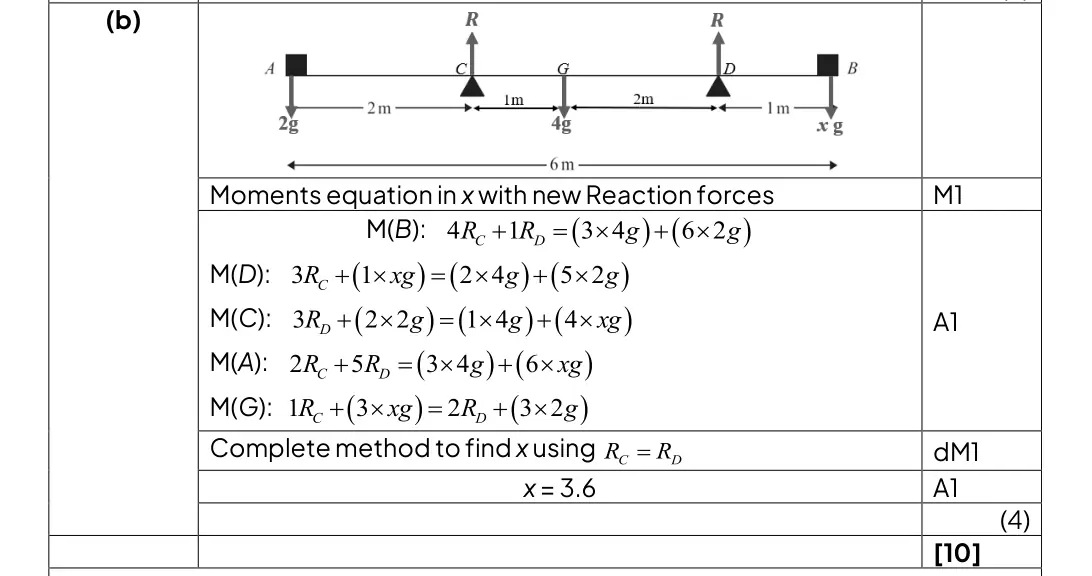 (b)
R R
A C G D B
2 m 1m 2m 1 m
2g 4g x g
6 m
Moments equation in x with new Reaction forces M1
M(B): 4R_C + 1R_D = (3×4g)+(6×2g)
M(D): 3R_C + (1×xg) = (2×4g)+(5×2g)
M(C): 3R_D + (2×2g) = (1×4g)+(4×xg) A1
M(A): 2R_C + 5R_D = (3×4g)+(6×xg)
M(G): 1R_C + (3×xg) = 2R_D + (3×2g)
Complete method to find x using R_C = R_D dM1
x = 3.6 A1
(4)
[10]